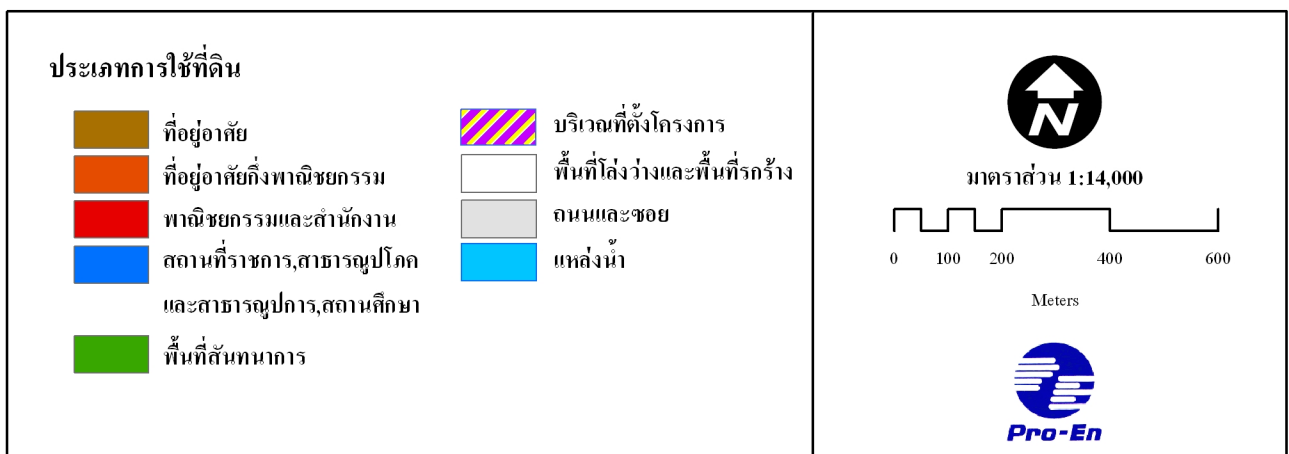 ประเภทการใช้ที่ดิน
ที่อยู่อาศัย
ที่อยู่อาศัยกึ่งพาณิชยกรรม
พาณิชยกรรมและสำนักงาน
สถานที่ราชการ,สาธารณูปโภค
และสาธารณูปการ,สถานศึกษา
พื้นที่สันทนาการ
บริเวณที่ตั้งโครงการ
พื้นที่โล่งว่างและพื้นที่รกร้าง
ถนนและซอย
แหล่งน้ำ
N
มาตราส่วน 1:14,000
0 100 200 400 600
Meters
Pro-En